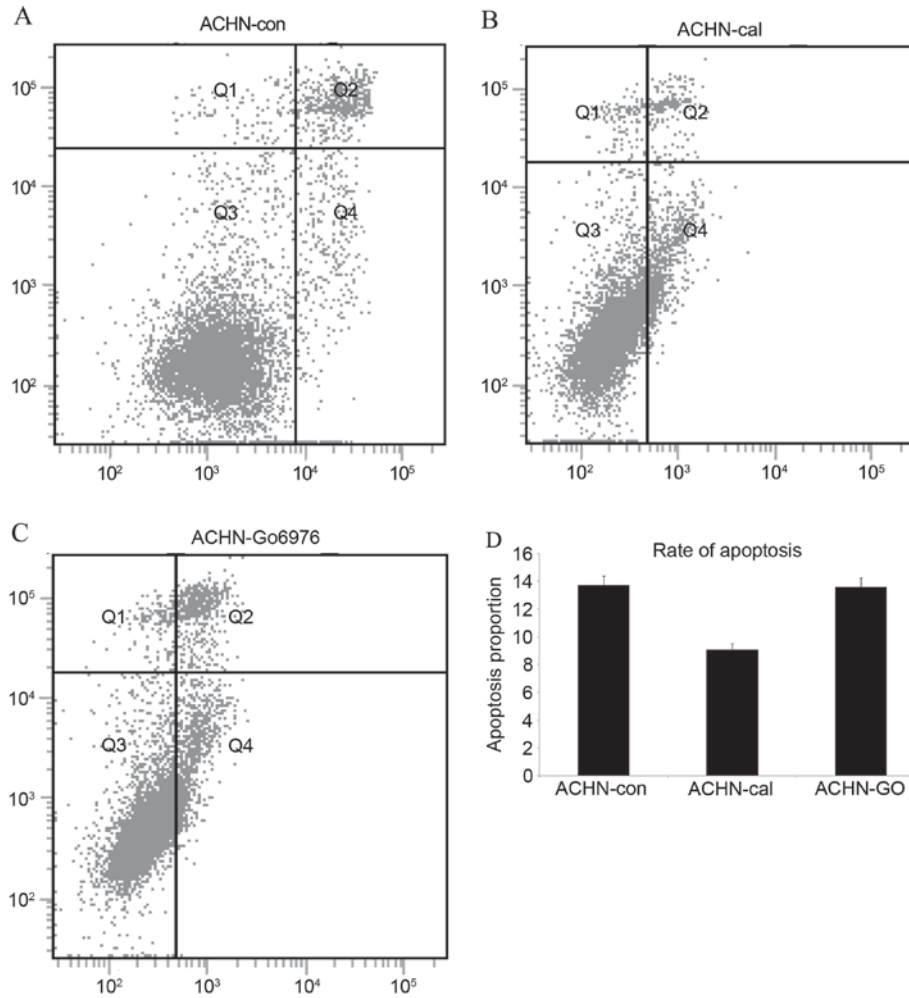 A
ACHN-con
Q1
Q2
Q3
Q4
10⁵
10⁴
10³
10²
10²
10³
10⁴
10⁵
B
ACHN-cal
Q1
Q2
Q3
Q4
10⁵
10⁴
10³
10²
10²
10³
10⁴
10⁵
C
ACHN-Go6976
Q1
Q2
Q3
Q4
10⁵
10⁴
10³
10²
10²
10³
10⁴
10⁵
D
Rate of apoptosis
Apoptosis proportion
16
14
12
10
8
6
4
2
0
ACHN-con
ACHN-cal
ACHN-GO